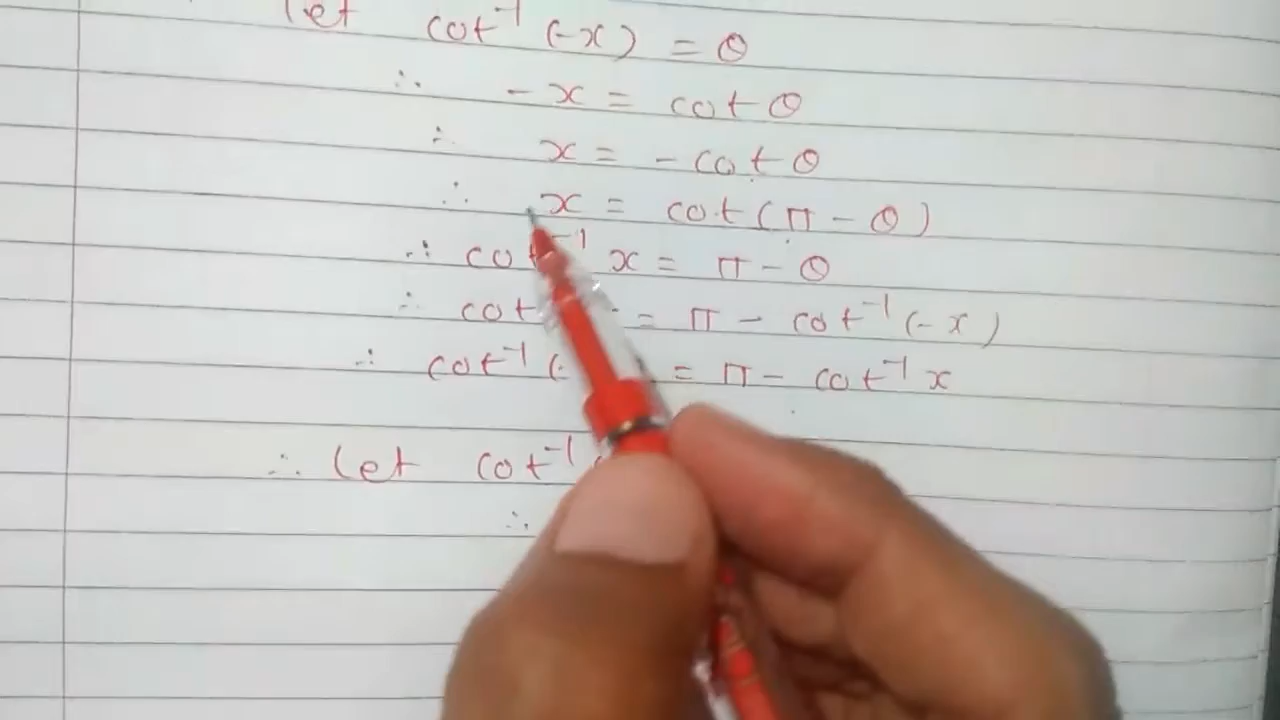 let cot⁻¹ (-x) = θ
∴ -x = cot θ
∴ x = - cot θ
∴ x = cot (π - θ)
∴ cot⁻¹ x = π - θ
∴ cot = π - cot⁻¹ (-x)
∴ cot⁻¹ ( = π - cot⁻¹ x
∴ let cot⁻¹
∴